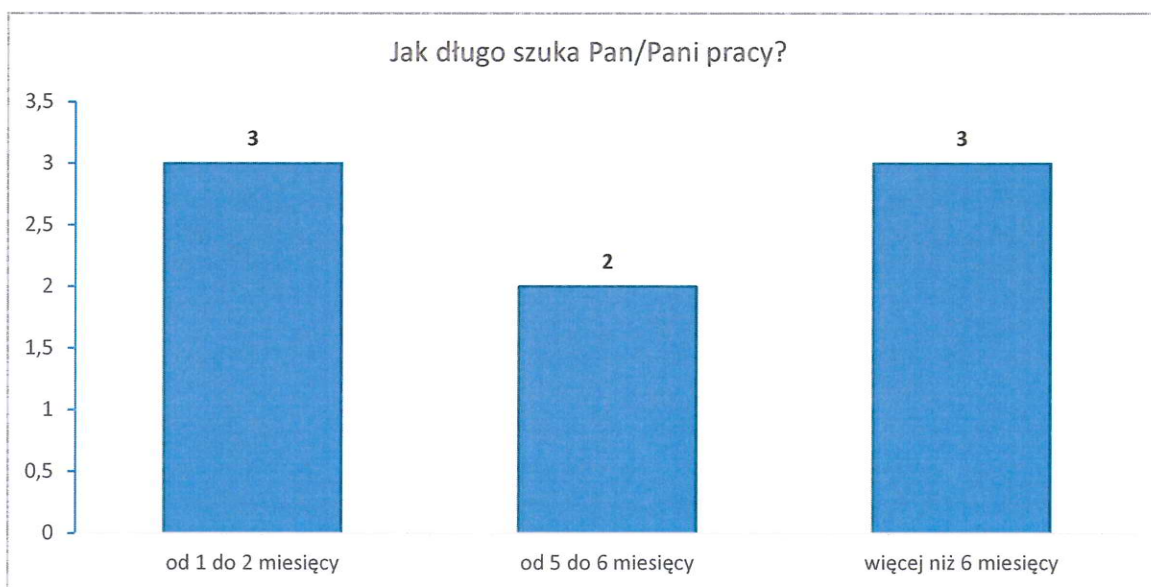 Jak długo szuka Pan/Pani pracy?
3,5
3
2,5
2
1,5
1
0,5
0
3
2
3
od 1 do 2 miesięcy
od 5 do 6 miesięcy
więcej niż 6 miesięcy